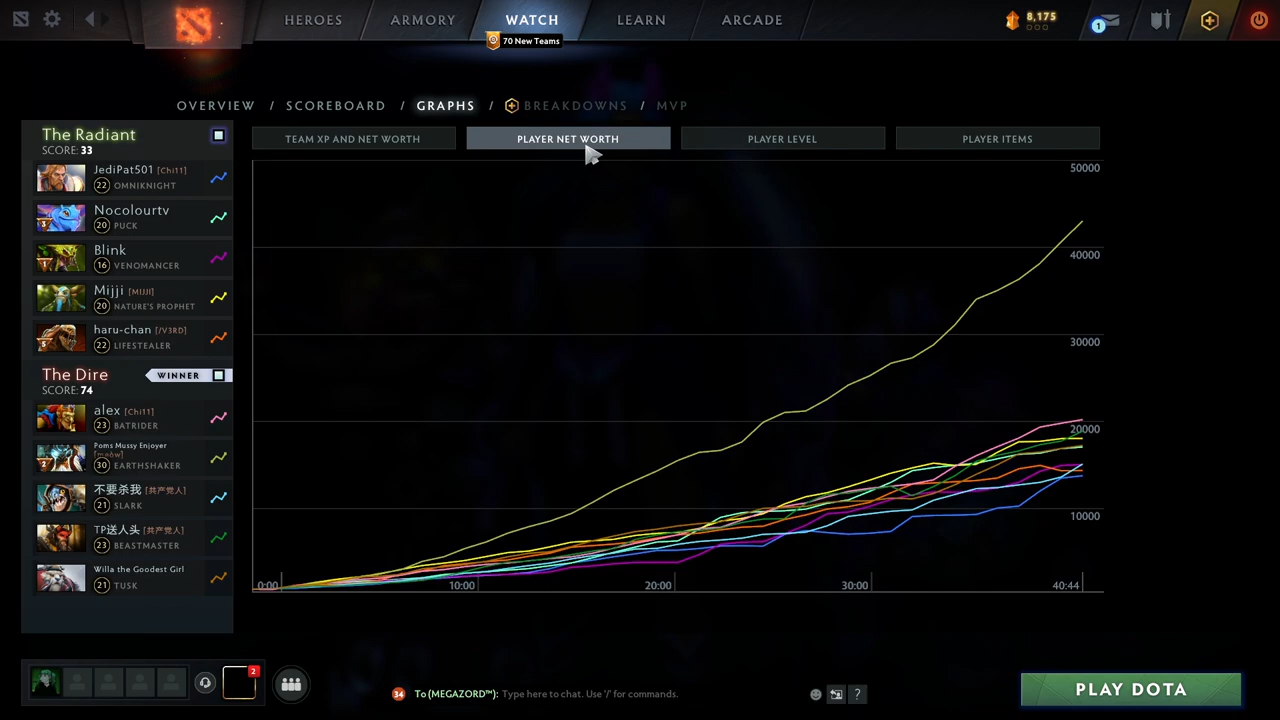 HEROES ARMORY WATCH LEARN ARCADE 8,175 1
70 New Teams
OVERVIEW / SCOREBOARD / GRAPHS / BREAKDOWNS / MVP
The Radiant
SCORE: 33
JediPat501 [Chi11]
22 OMNIKNIGHT
Nocolourtv
20 PUCK
Blink
16 VENOMANCER
Mijji [MIJJI]
20 NATURE'S PROPHET
haru-chan [/V3RD]
22 LIFESTEALER
The Dire WINNER
SCORE: 74
alex [Chi11]
23 BATRIDER
Poms Mussy Enjoyer
[meow]
30 EARTHSHAKER
不要杀我 [共产党人]
21 SLARK
TP送人头 [共产党人]
23 BEASTMASTER
Willa the Goodest Girl
21 TUSK
TEAM XP AND NET WORTH PLAYER NET WORTH PLAYER LEVEL PLAYER ITEMS
50000
40000
30000
20000
10000
0:00 10:00 20:00 30:00 40:44
2
34 To (MEGAZORD™): Type here to chat. Use '/' for commands. ?
PLAY DOTA